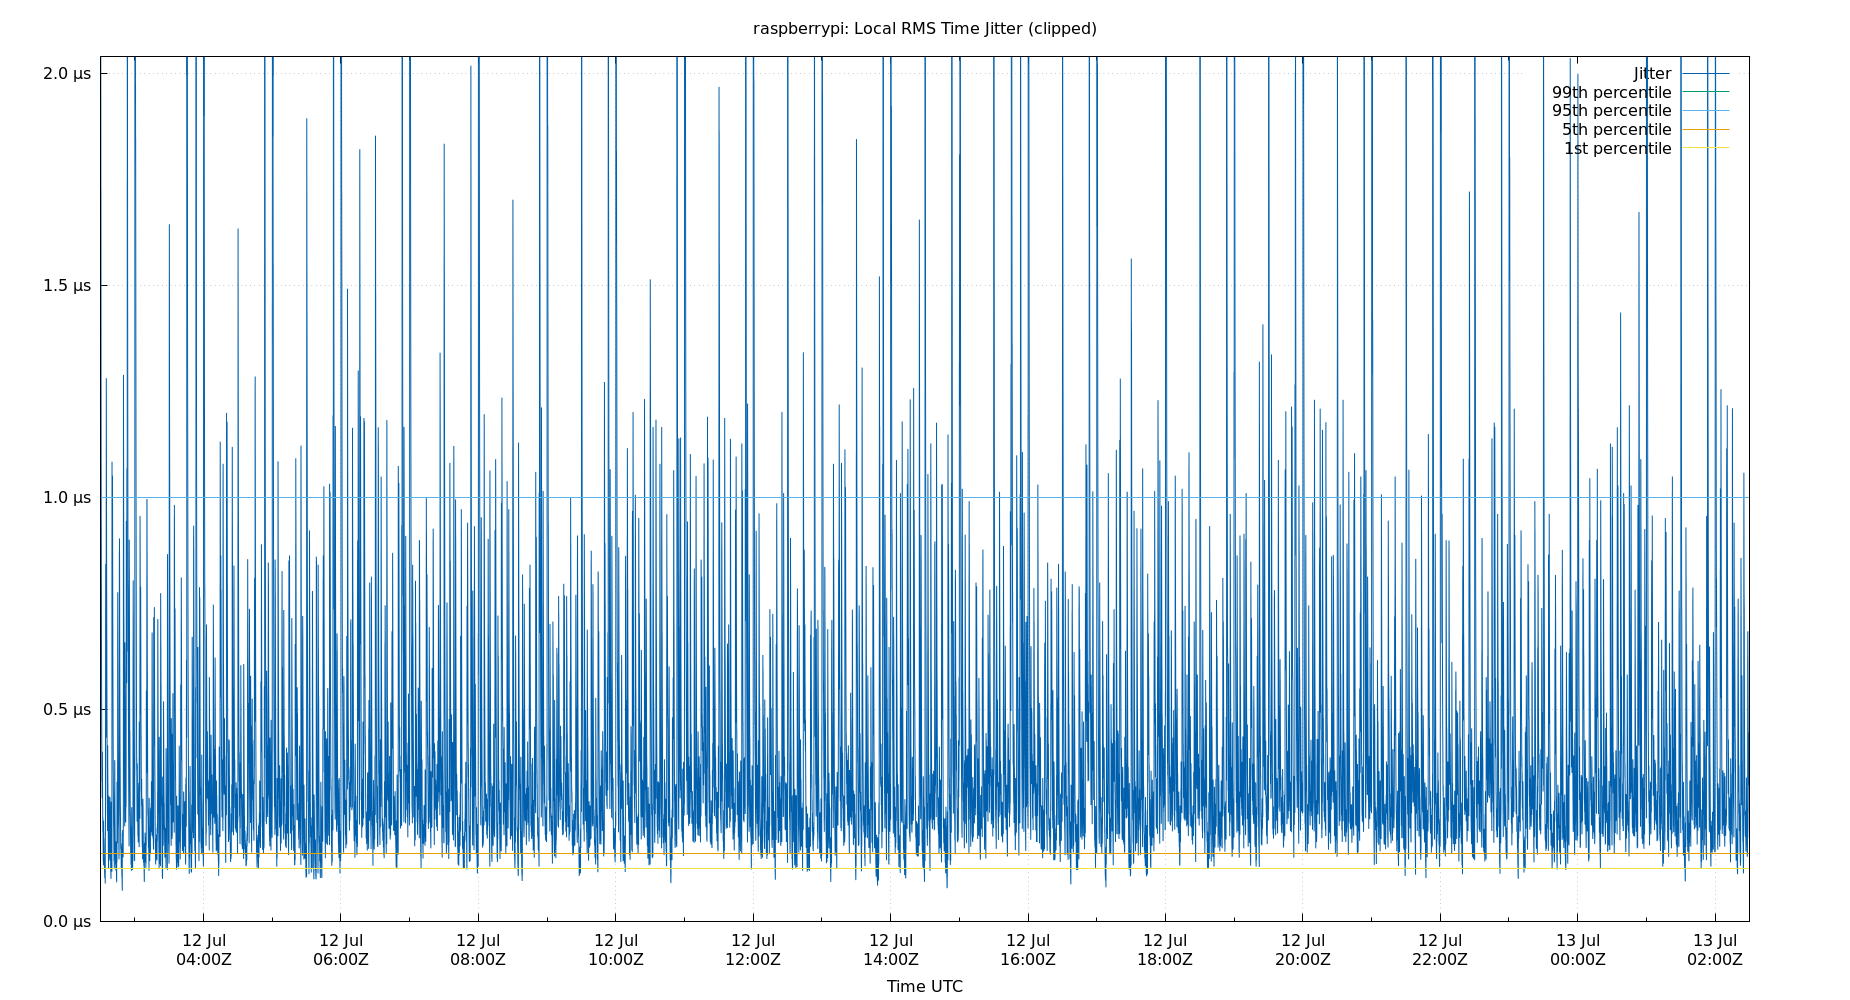 raspberrypi: Local RMS Time Jitter (clipped)
2.0 μs
1.5 μs
1.0 μs
0.5 μs
0.0 μs
Jitter
99th percentile
95th percentile
5th percentile
1st percentile
12 Jul 12 Jul 12 Jul 12 Jul 12 Jul 12 Jul 12 Jul 12 Jul 12 Jul 12 Jul 13 Jul 13 Jul
04:00Z 06:00Z 08:00Z 10:00Z 12:00Z 14:00Z 16:00Z 18:00Z 20:00Z 22:00Z 00:00Z 02:00Z
Time UTC